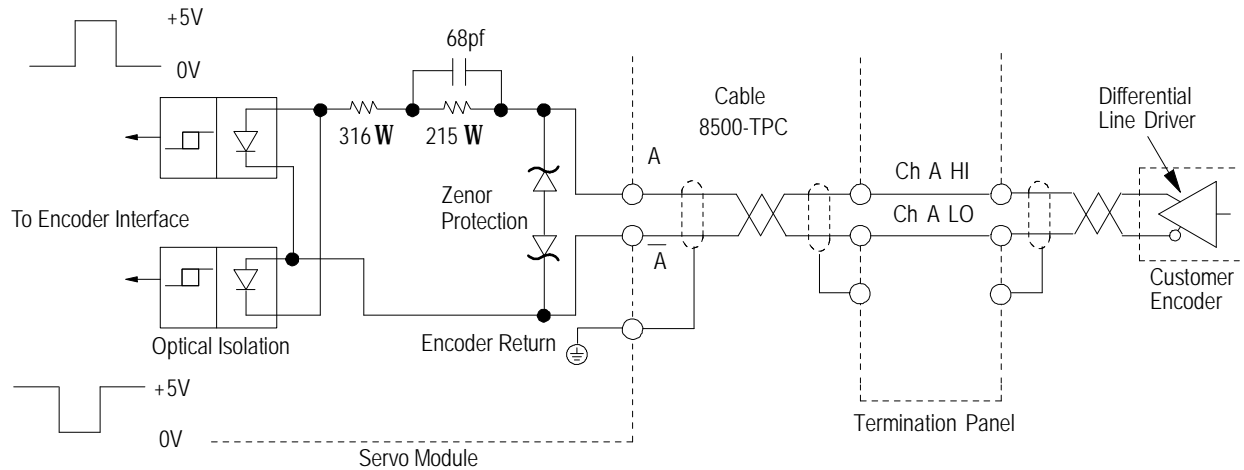 +5V
0V
68pf
316 W
215 W
Cable
8500-TPC
Differential
Line Driver
A
Ch A HI
Zenor
Protection
To Encoder Interface
Ch A LO
A
Customer
Encoder
Optical Isolation
Encoder Return
+5V
0V
Termination Panel
Servo Module